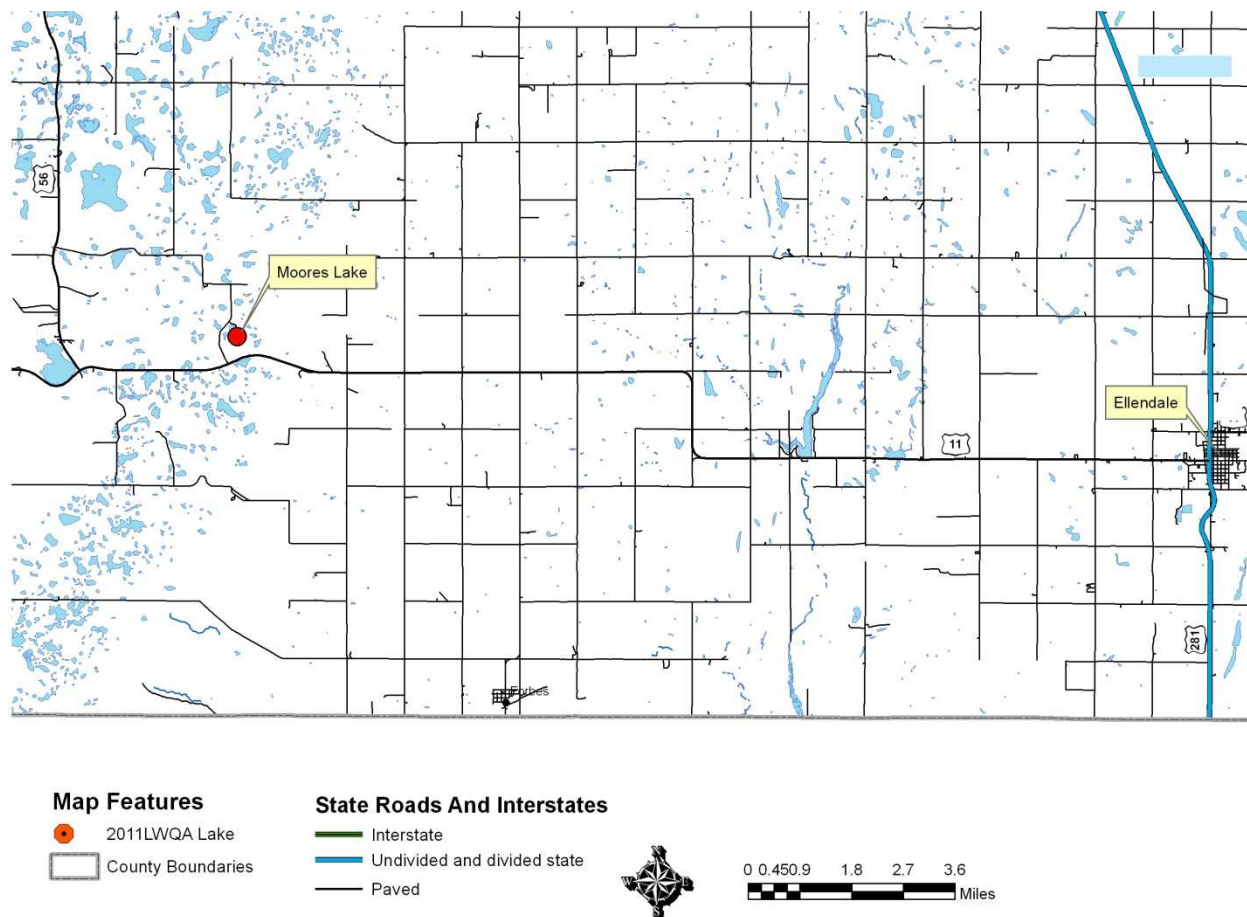 56
Moores Lake
Ellendale
11
281
Forbes
Map Features
2011LWQA Lake
County Boundaries
State Roads And Interstates
Interstate
Undivided and divided state
Paved
N
W E
S
0 0.450.9 1.8 2.7 3.6
Miles